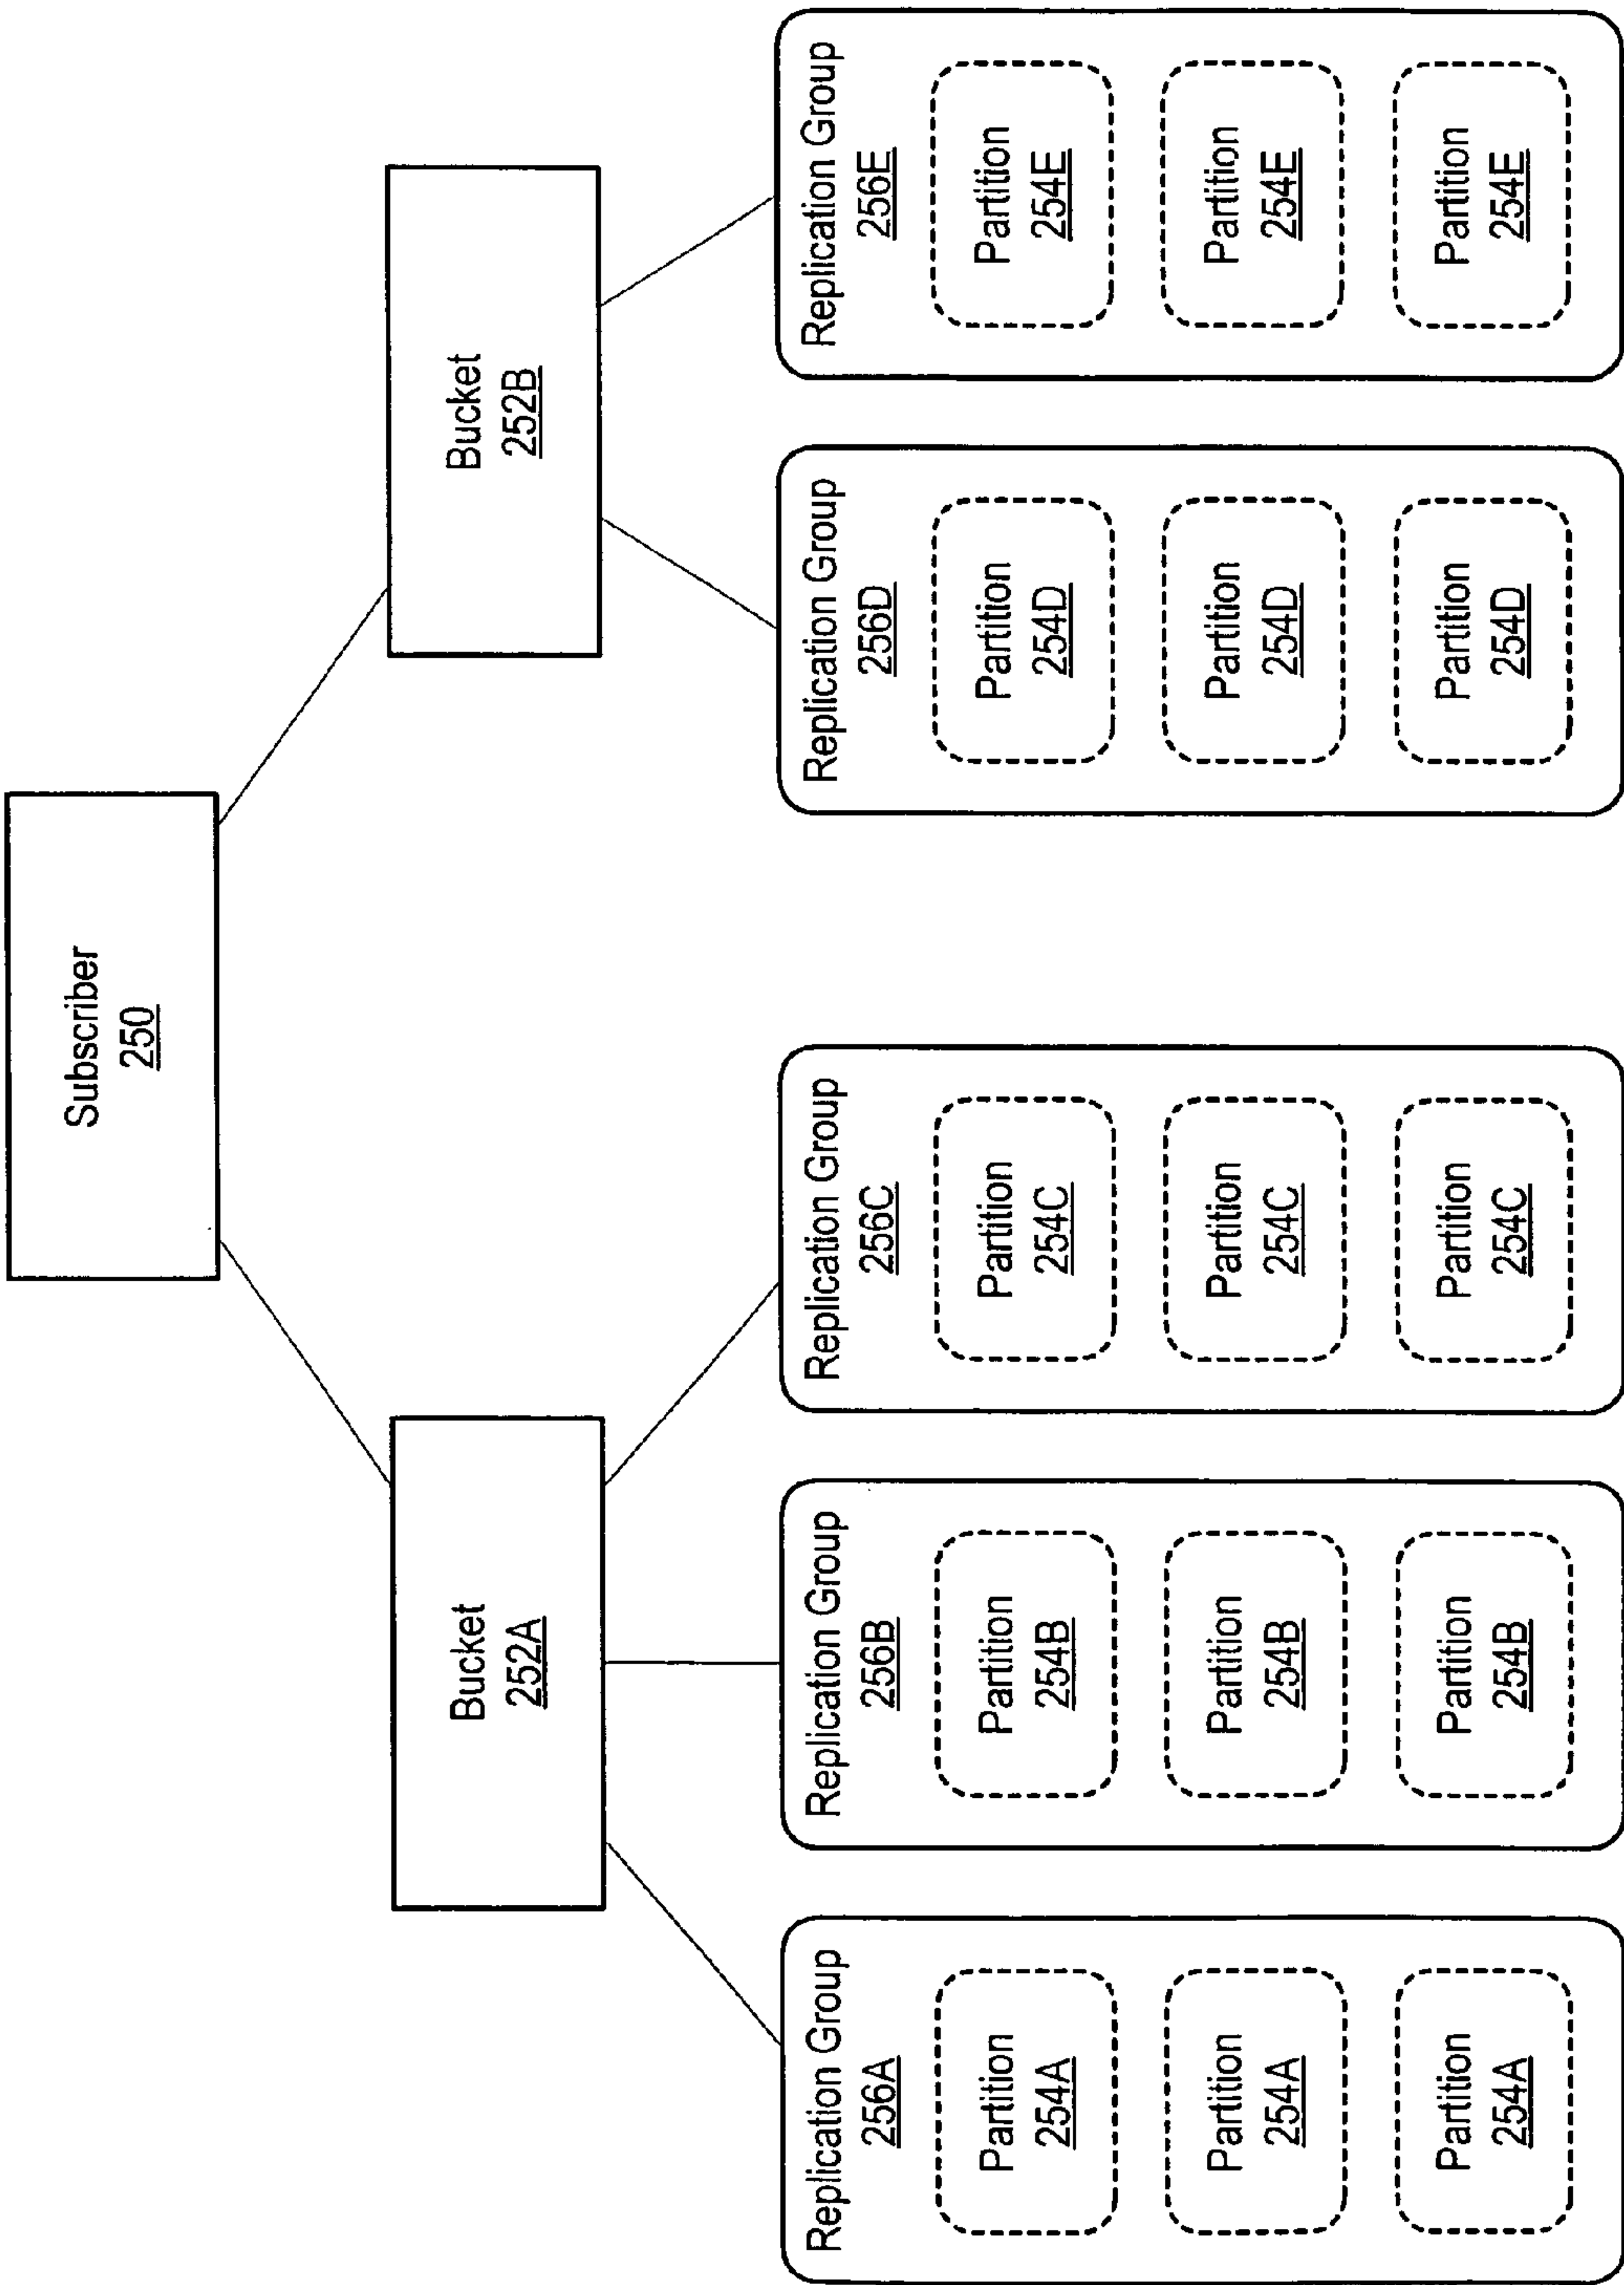 Subscriber
250
Bucket
252A
Bucket
252B
Replication Group
256A
Partition
254A
Partition
254A
Partition
254A
Replication Group
256B
Partition
254B
Partition
254B
Partition
254B
Replication Group
256C
Partition
254C
Partition
254C
Partition
254C
Replication Group
256D
Partition
254D
Partition
254D
Partition
254D
Replication Group
256E
Partition
254E
Partition
254E
Partition
254E